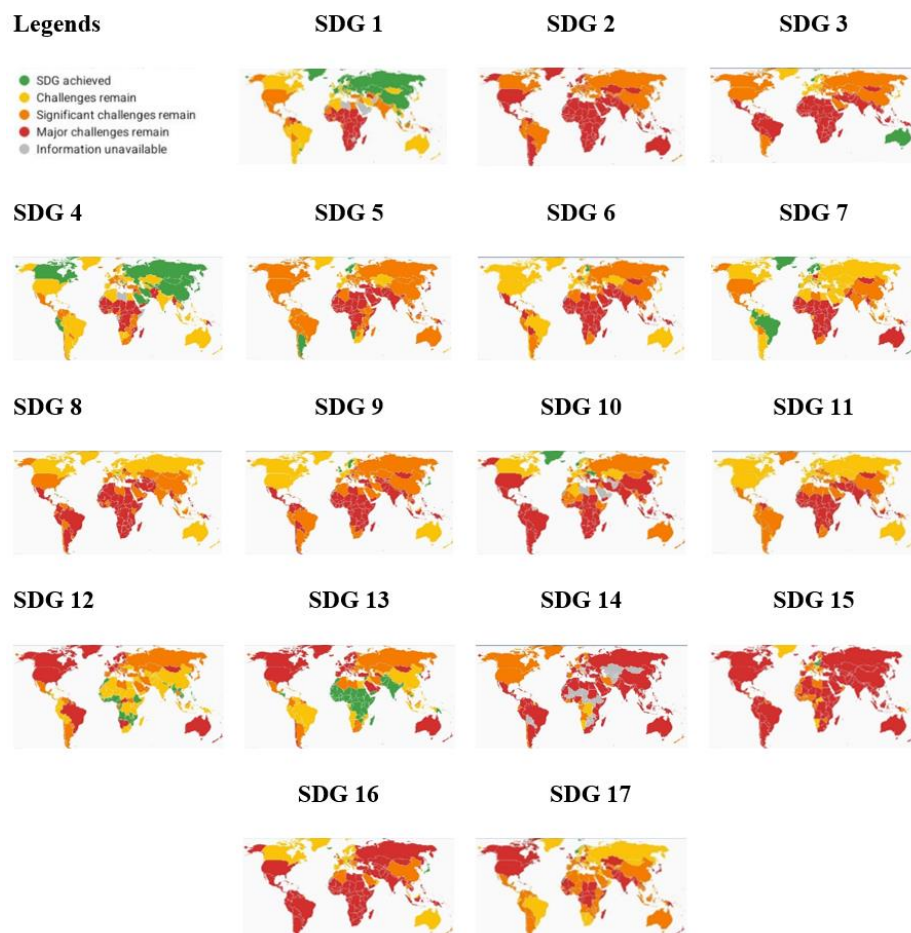 Legends
SDG 1
SDG 2
SDG 3
SDG achieved
Challenges remain
Significant challenges remain
Major challenges remain
Information unavailable
SDG 4
SDG 5
SDG 6
SDG 7
SDG 8
SDG 9
SDG 10
SDG 11
SDG 12
SDG 13
SDG 14
SDG 15
SDG 16
SDG 17